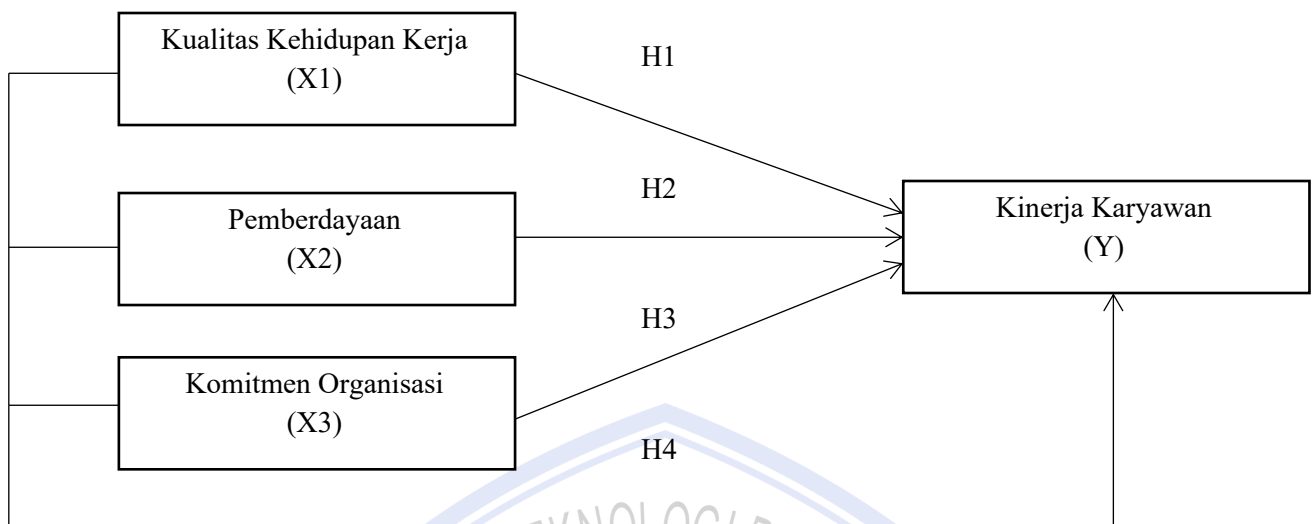 Kualitas Kehidupan Kerja
(X1)
H1
Pemberdayaan
(X2)
H2
Kinerja Karyawan
(Y)
Komitmen Organisasi
(X3)
H3
H4